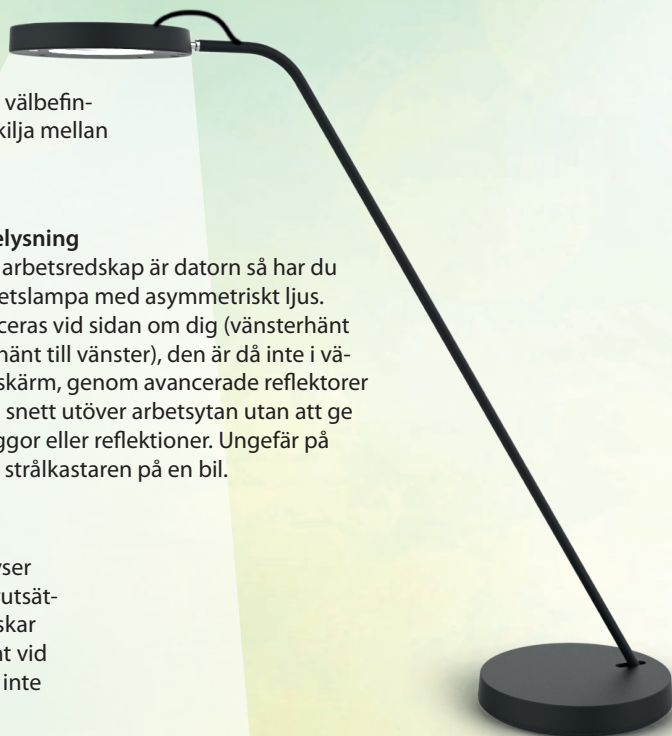 välbefin-
kilja mellan
elysning
arbetsredskap är datorn så har du
etslampa med asymmetriskt ljus.
ceras vid sidan om dig (vänsterhänt
hänt till vänster), den är då inte i vä-
skärm, genom avancerade reflektorer
snett utöver arbetsytan utan att ge
ggor eller reflektioner. Ungefär på
strålkastaren på en bil.
yser
rutsät-
skar
nt vid
inte